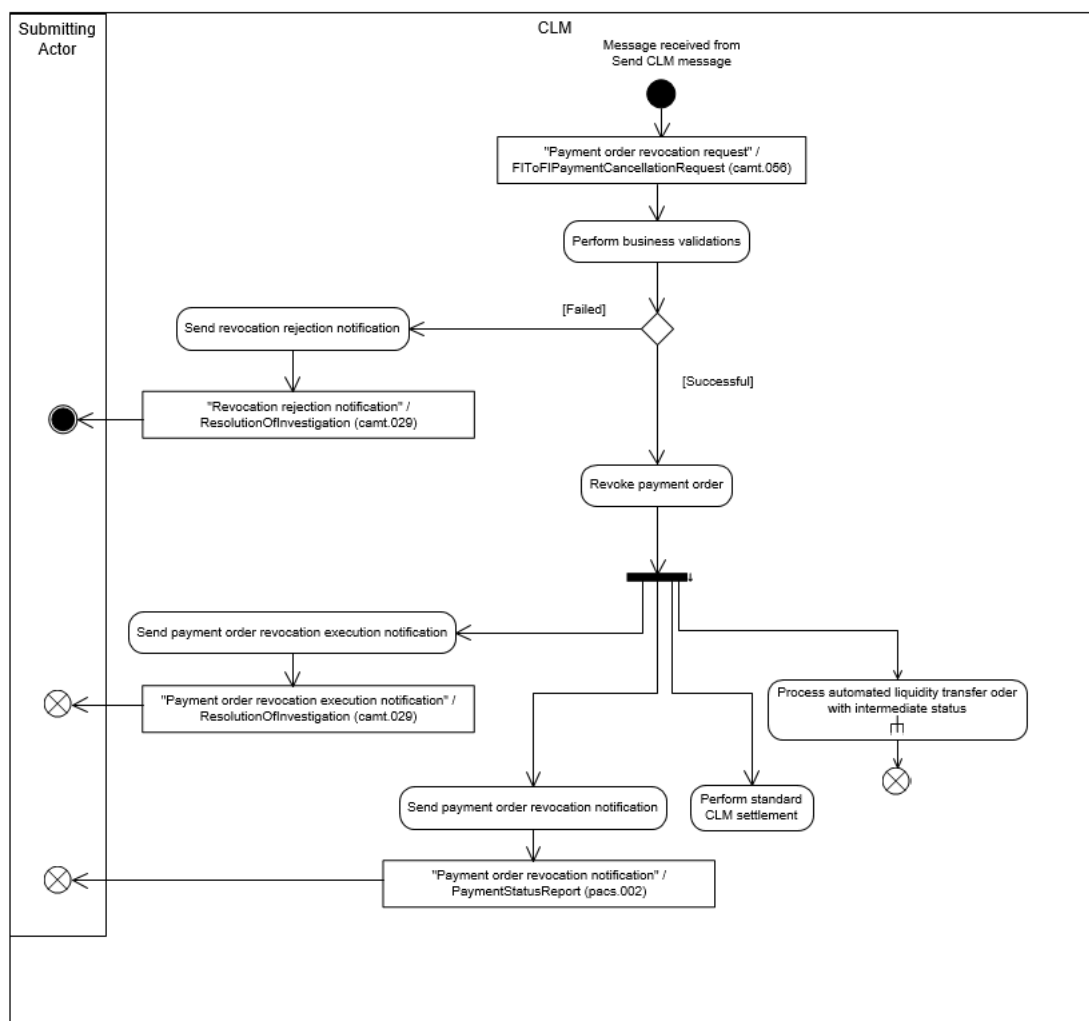 Submitting
Actor
CLM
Message received from
Send CLM message
"Payment order revocation request" /
FIToFIPaymentCancellationRequest (camt.056)
Perform business validations
[Failed]
Send revocation rejection notification
[Successful]
"Revocation rejection notification" /
ResolutionOfInvestigation (camt.029)
Revoke payment order
Send payment order revocation execution notification
"Payment order revocation execution notification" /
ResolutionOfInvestigation (camt.029)
Process automated liquidity transfer oder
with intermediate status
Send payment order revocation notification
Perform standard
CLM settlement
"Payment order revocation notification" /
PaymentStatusReport (pacs.002)